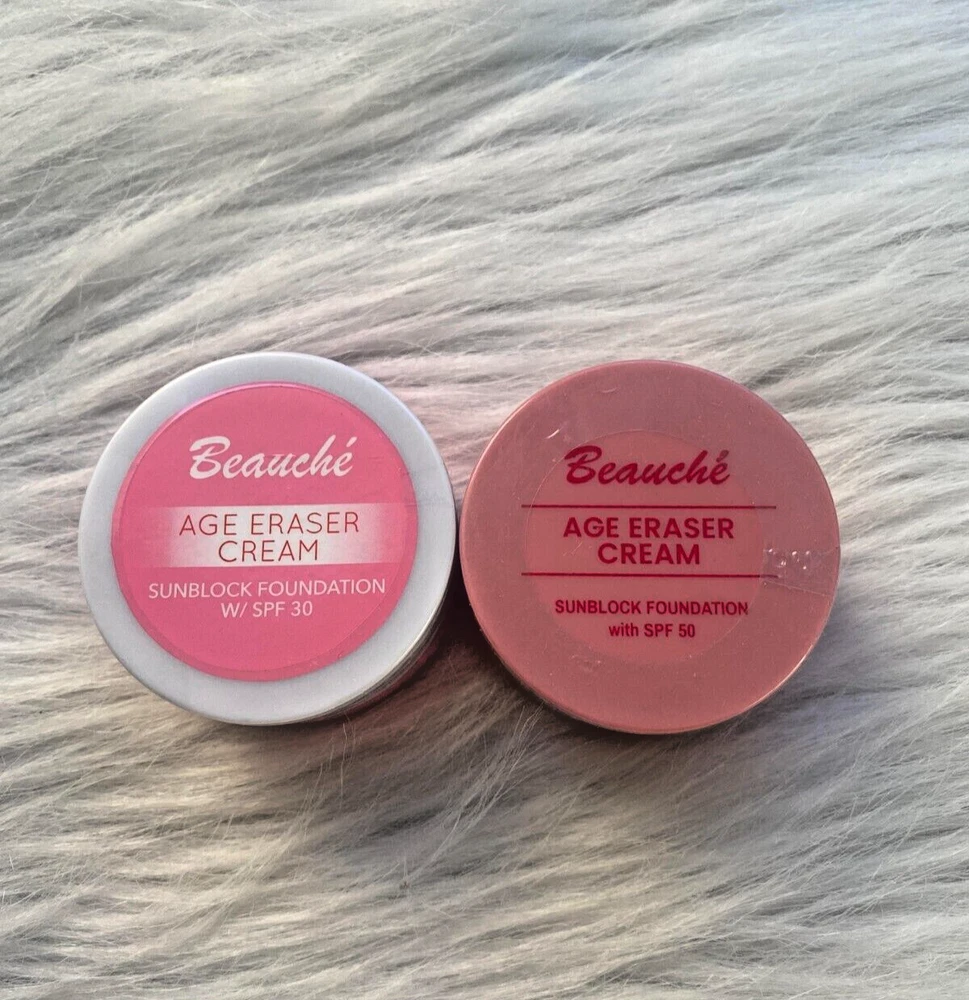 Beauché
AGE ERASER
CREAM
SUNBLOCK FOUNDATION
W/ SPF 30
Beauché
AGE ERASER
CREAM
SUNBLOCK FOUNDATION
with SPF 50